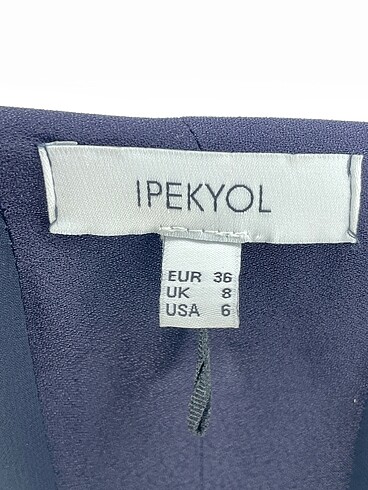 IPEKYOL
EUR 36
UK 8
USA 6